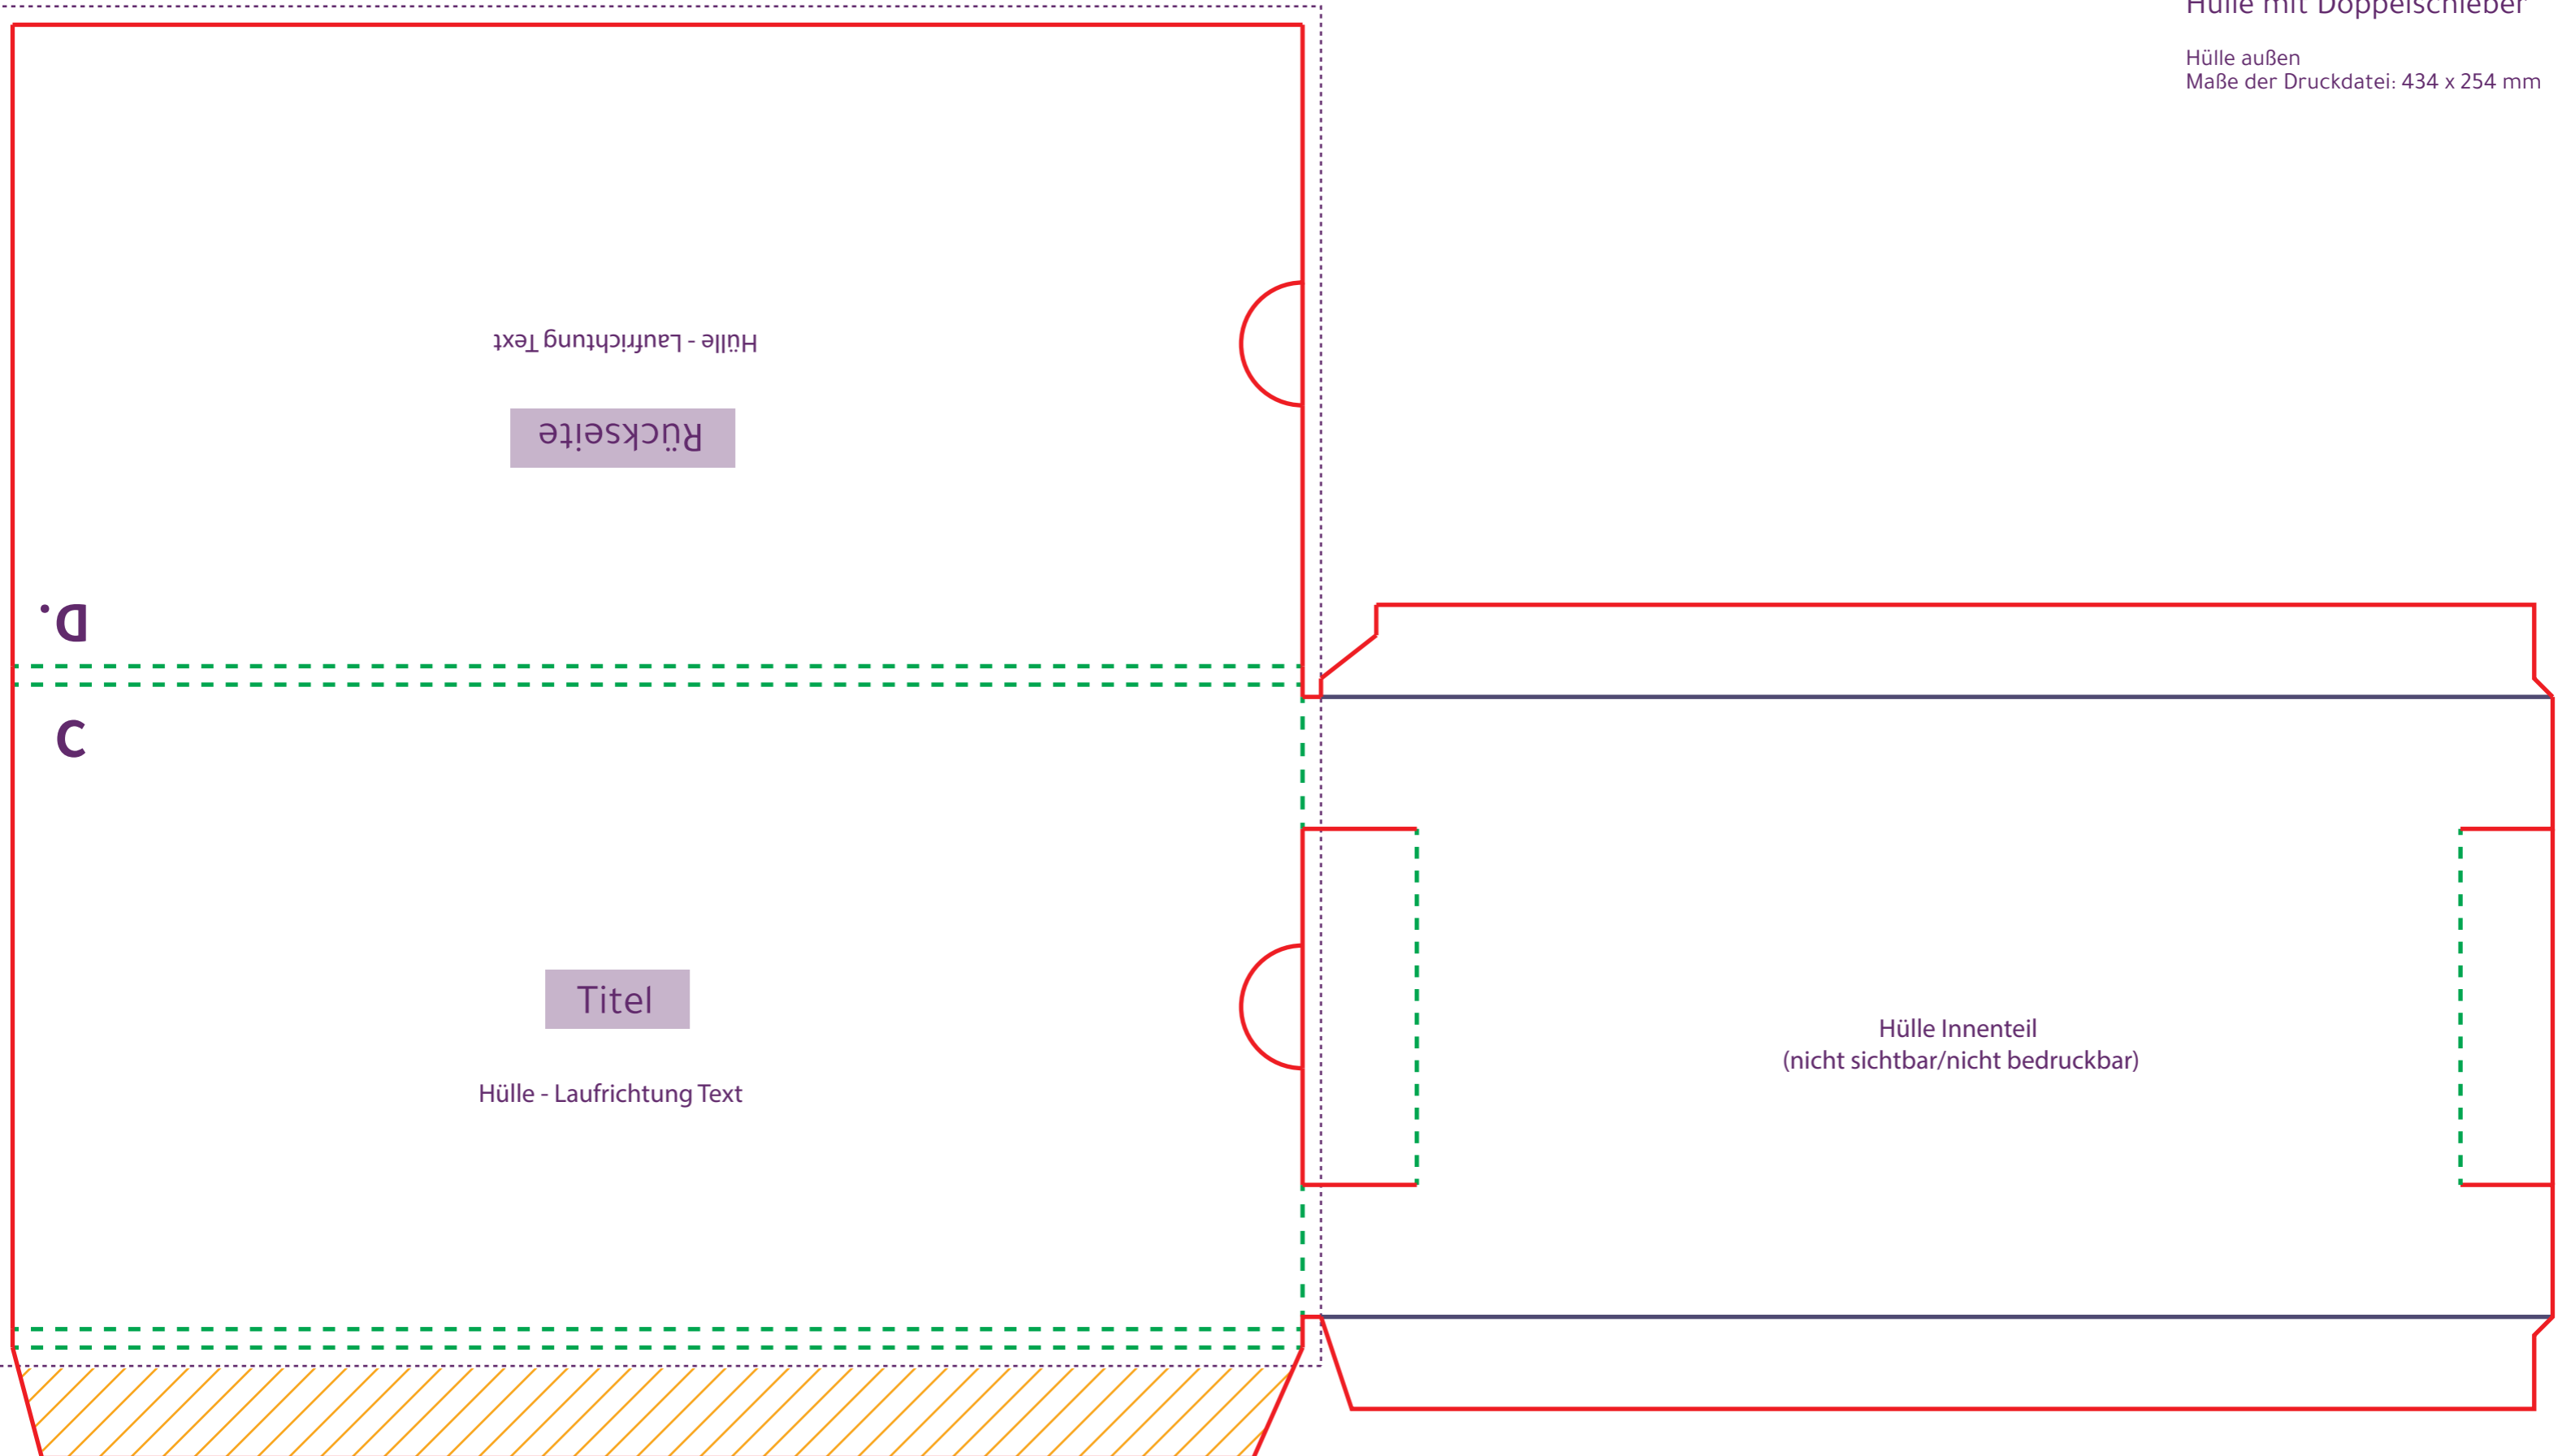 Hülle mit Doppelschieber
Hülle außen
Maße der Druckdatei: 434 x 254 mm
Hülle - Laufrichtung Text
Rückseite
D.
C
Titel
Hülle - Laufrichtung Text
Hülle Innenteil
(nicht sichtbar/nicht bedruckbar)